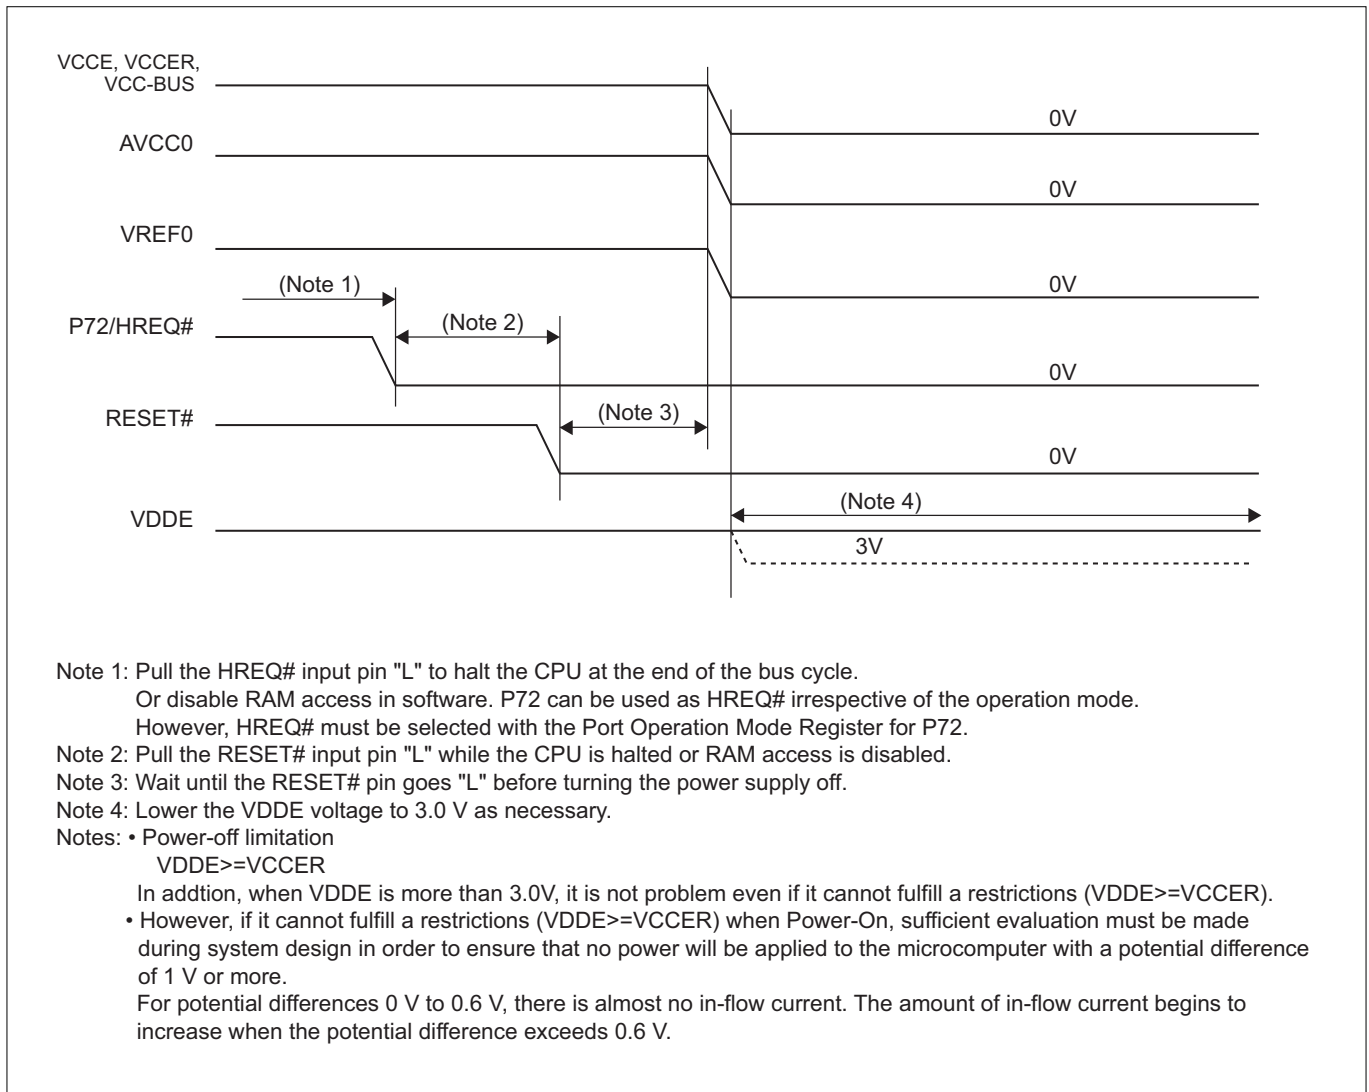 VCCE, VCCER,
VCC-BUS
0V
AVCC0
0V
VREF0
(Note 1)
0V
P72/HREQ#
(Note 2)
0V
RESET#
(Note 3)
0V
VDDE
(Note 4)
3V
Note 1: Pull the HREQ# input pin "L" to halt the CPU at the end of the bus cycle.
Or disable RAM access in software. P72 can be used as HREQ# irrespective of the operation mode.
However, HREQ# must be selected with the Port Operation Mode Register for P72.
Note 2: Pull the RESET# input pin "L" while the CPU is halted or RAM access is disabled.
Note 3: Wait until the RESET# pin goes "L" before turning the power supply off.
Note 4: Lower the VDDE voltage to 3.0 V as necessary.
Notes: • Power-off limitation
VDDE>=VCCER
In addtion, when VDDE is more than 3.0V, it is not problem even if it cannot fulfill a restrictions (VDDE>=VCCER).
• However, if it cannot fulfill a restrictions (VDDE>=VCCER) when Power-On, sufficient evaluation must be made
during system design in order to ensure that no power will be applied to the microcomputer with a potential difference
of 1 V or more.
For potential differences 0 V to 0.6 V, there is almost no in-flow current. The amount of in-flow current begins to
increase when the potential difference exceeds 0.6 V.